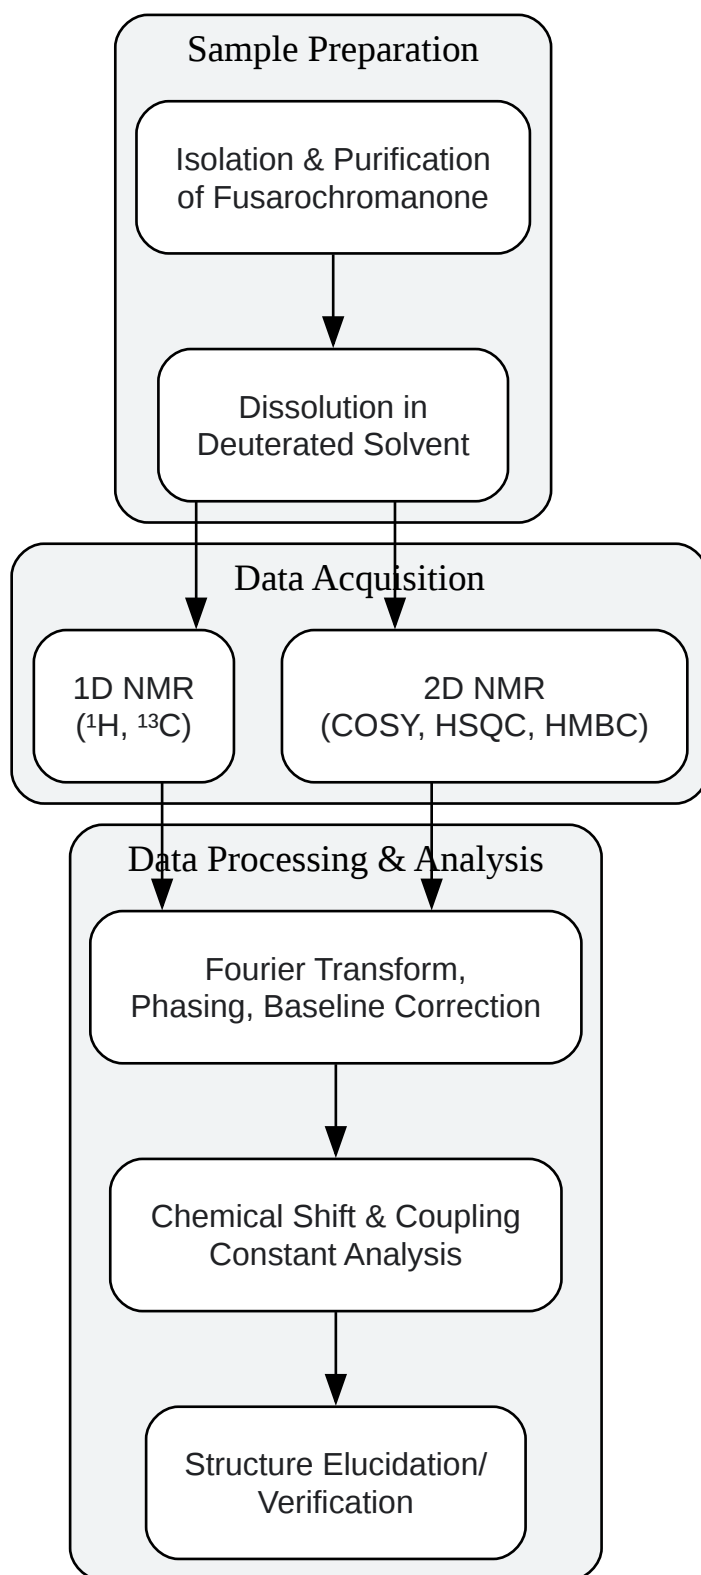 Sample Preparation
Isolation & Purification
of Fusarochromanone
Dissolution in
Deuterated Solvent
Data Acquisition
1D NMR
(¹H, ¹³C)
2D NMR
(COSY, HSQC, HMBC)
Data Processing & Analysis
Fourier Transform,
Phasing, Baseline Correction
Chemical Shift & Coupling
Constant Analysis
Structure Elucidation/
Verification